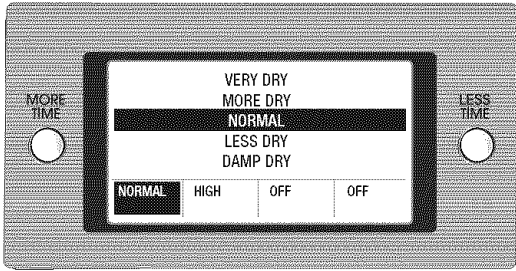 VERY DRY
MORE DRY
NORMAL
LESS DRY
DAMP DRY
MORE
TIME
LESS
TIME
NORMAL HIGH OFF OFF